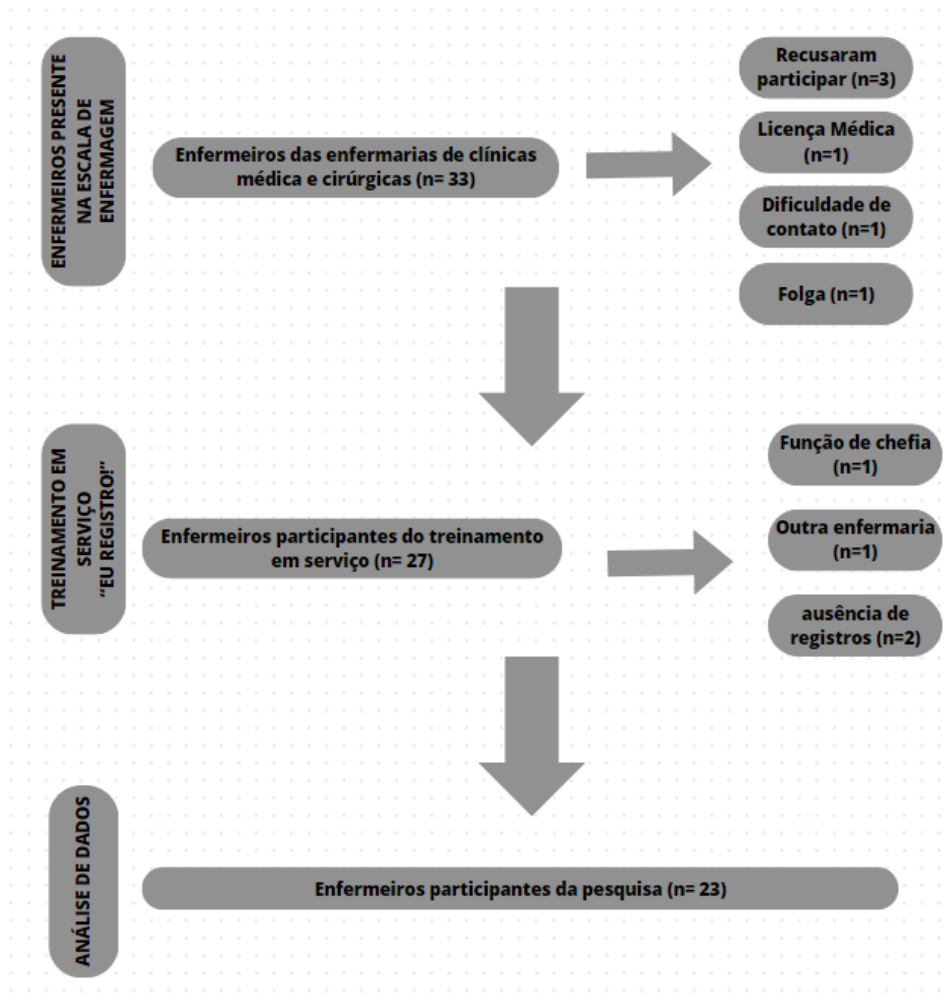 ENFERMEIROS PRESENTE
NA ESCALA DE
ENFERMAGEM
Enfermeiros das enfermarias de clínicas
médica e cirúrgicas (n= 33)
Recusaram
participar (n=3)
Licença Médica
(n=1)
Dificuldade de
contato (n=1)
Folga (n=1)
TREINAMENTO EM
SERVIÇO
“EU REGISTRO!”
Enfermeiros participantes do treinamento
em serviço (n= 27)
Função de chefia
(n=1)
Outra enfermaria
(n=1)
ausência de
registros (n=2)
ANÁLISE DE DADOS
Enfermeiros participantes da pesquisa (n= 23)